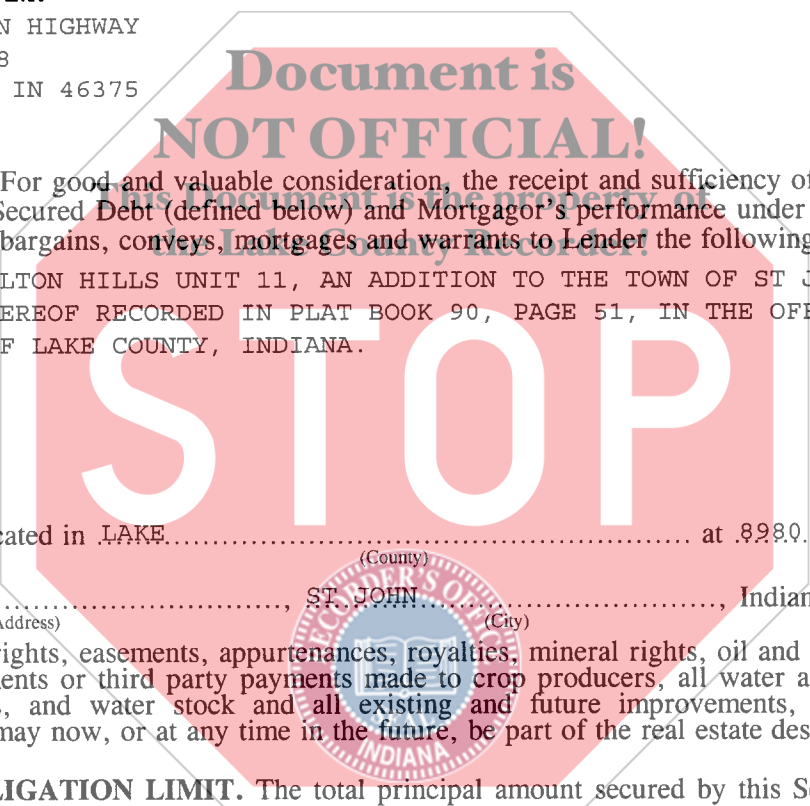 N HIGHWAY
8
IN 46375
Document is
NOT OFFICIAL!
For good and valuable consideration, the receipt and sufficiency of
This Document is the property of
Secured Debt (defined below) and Mortgagor's performance under
the Lake County Recorder!
bargains, conveys, mortgages and warrants to Lender the following
LTON HILLS UNIT 11, AN ADDITION TO THE TOWN OF ST J
EREOF RECORDED IN PLAT BOOK 90, PAGE 51, IN THE OFF
F LAKE COUNTY, INDIANA.
STOP
cated in LAKE at 8980
(County)
, ST JOHN , Indian
Address) (City)
rights, easements, appurtenances, royalties, mineral rights, oil and
ents or third party payments made to crop producers, all water a
, and water stock and all existing and future improvements,
may now, or at any time in the future, be part of the real estate des
RECORDER'S OFFICE
SEAL
INDIANA
LIGATION LIMIT. The total principal amount secured by this S